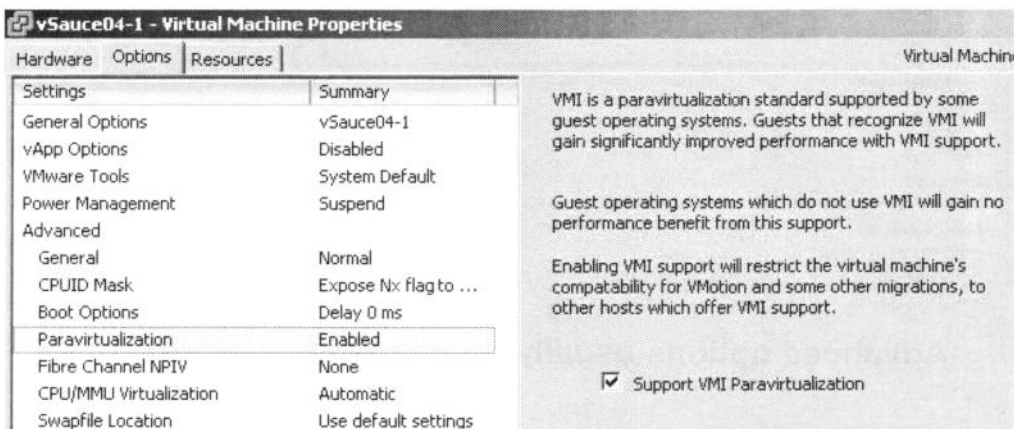 vSauce04-1 - Virtual Machine Properties
Hardware Options Resources Virtual Machine
Settings Summary
General Options vSauce04-1
vApp Options Disabled
VMware Tools System Default
Power Management Suspend
Advanced
General Normal
CPUID Mask Expose Nx flag to ...
Boot Options Delay 0 ms
Paravirtualization Enabled
Fibre Channel NPIV None
CPU/MMU Virtualization Automatic
Swapfile Location Use default settings
VMI is a paravirtualization standard supported by some
guest operating systems. Guests that recognize VMI will
gain significantly improved performance with VMI support.
Guest operating systems which do not use VMI will gain no
performance benefit from this support.
Enabling VMI support will restrict the virtual machine's
compatability for VMotion and some other migrations, to
other hosts which offer VMI support.
Support VMI Paravirtualization